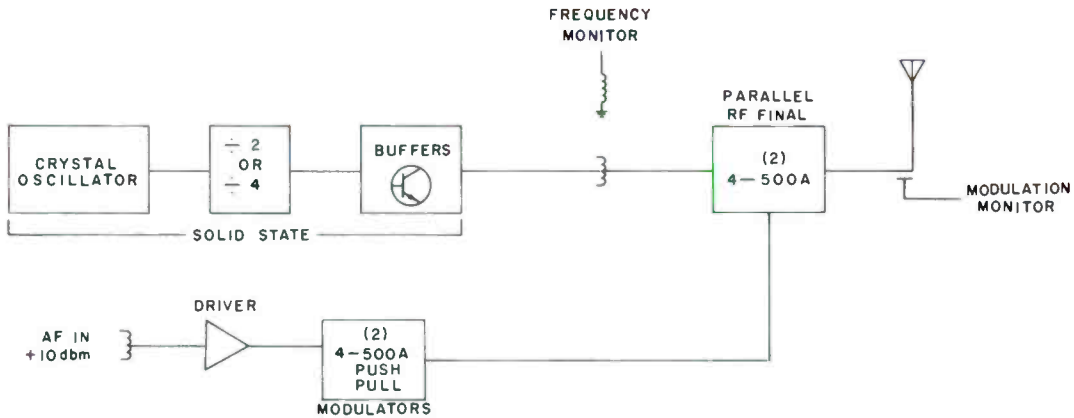 FREQUENCY
MONITOR
PARALLEL
RF FINAL
CRYSTAL
OSCILLATOR
÷ 2
OR
÷ 4
BUFFERS
(2)
4-500A
MODULATION
MONITOR
SOLID STATE
DRIVER
AF IN
+10dbm
(2)
4-500A
PUSH
PULL
MODULATORS